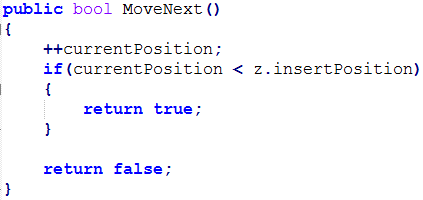 public bool MoveNext()
{
    ++currentPosition;
    if(currentPosition < z.insertPosition)
    {
        return true;
    }

    return false;
}